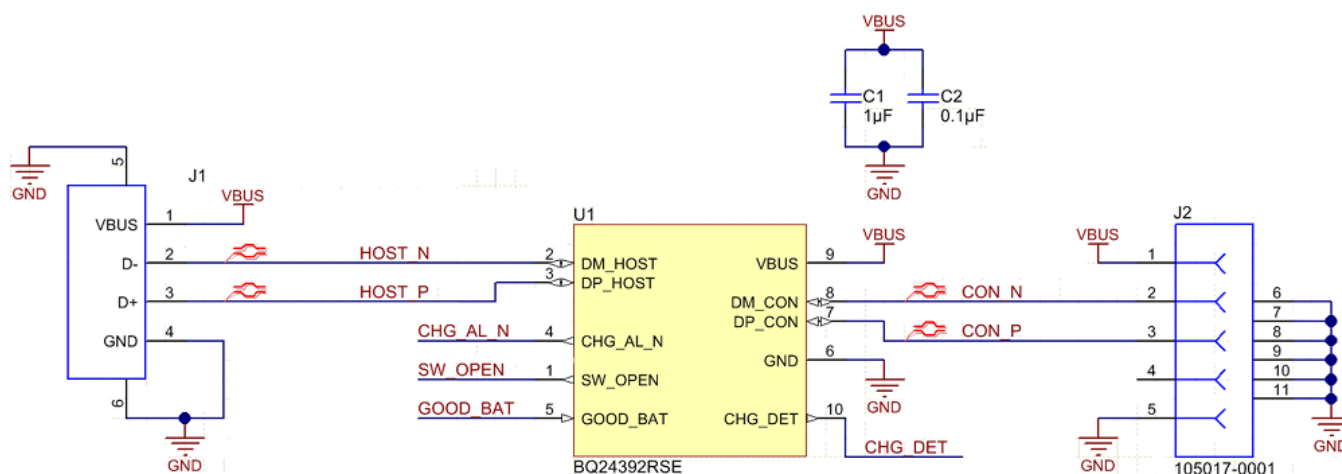 VBUS
C1
1µF
C2
0.1µF
GND
GND
5
J1
VBUS
VBUS
1
D-
2
HOST_N
D+
3
HOST_P
GND
4
6
GND
U1
2
DM_HOST
3
DP_HOST
CHG_AL_N
4
CHG_AL_N
SW_OPEN
1
SW_OPEN
GOOD_BAT
5
GOOD_BAT
VBUS
9
VBUS
DM_CON
8
CON_N
DP_CON
7
CON_P
GND
6
GND
CHG_DET
10
CHG_DET
BQ24392RSE
J2
VBUS
1
2
3
4
5
GND
6
7
8
9
10
11
GND
105017-0001